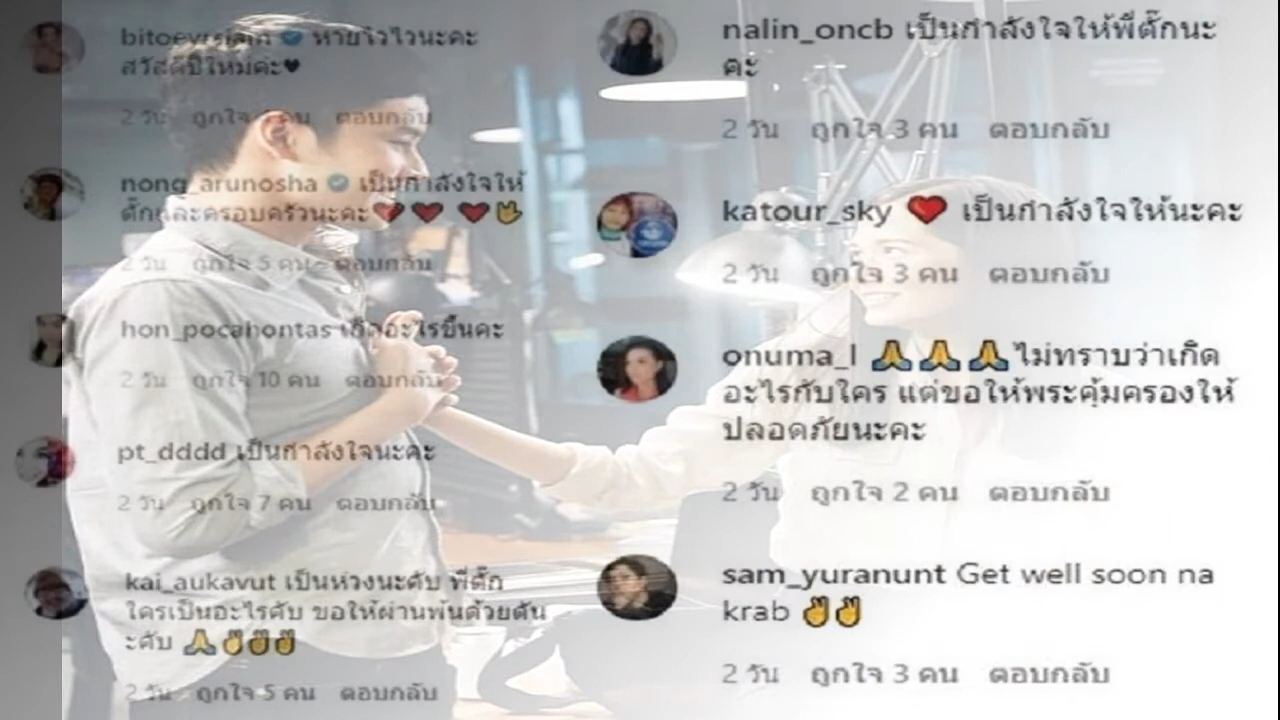 bitoeyrsiam หายไวไวนะคะ
สวัสดีปีใหม่ค่ะ♥
2 วัน ถูกใจ คน ตอบกลับ
nong_arunosha เป็นกำลังใจให้
ตั๊กและครอบครัวนะคะ❤️❤️ ❤️🤟
2 วัน ถูกใจ 5 คน ตอบกลับ
hon_pocahontas เกิดอะไรขึ้นคะ
2 วัน ถูกใจ 10 คน ตอบกลับ
pt_dddd เป็นกำลังใจนะคะ
2 วัน ถูกใจ 7 คน ตอบกลับ
kai_aukavut เป็นห่วงนะคับ พี่ตั๊ก
ใครเป็นอะไรคับ ขอให้ผ่านพ้นด้วยดีน
ะคับ 🙏✌️✌️✌️
2 วัน ถูกใจ 5 คน ตอบกลับ
nalin_oncb เป็นกำลังใจให้พี่ตั๊กนะ
คะ
2 วัน ถูกใจ 3 คน ตอบกลับ
katour_sky ❤️ เป็นกำลังใจให้นะคะ
2 วัน ถูกใจ 3 คน ตอบกลับ
onuma_l 🙏🙏🙏ไม่ทราบว่าเกิด
อะไรกับใคร แต่ขอให้พระคุ้มครองให้
ปลอดภัยนะคะ
2 วัน ถูกใจ 2 คน ตอบกลับ
sam_yuranunt Get well soon na
krab ✌️✌️
2 วัน ถูกใจ 3 คน ตอบกลับ